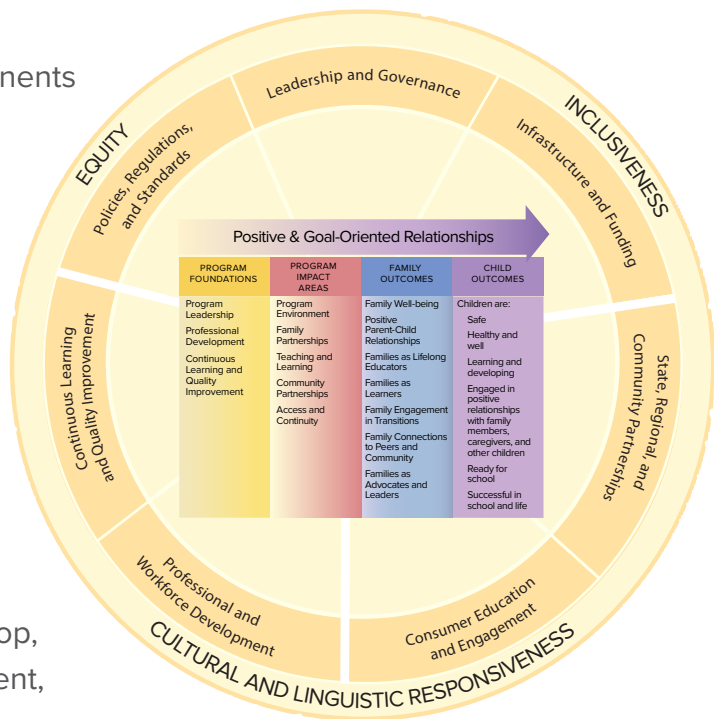 nents
EQUITY
INCLUSIVENESS
CULTURAL AND LINGUISTIC RESPONSIVENESS
Leadership and Governance
Infrastructure and Funding
State, Regional, and
Community Partnerships
Consumer Education
and Engagement
Professional and
Workforce Development
Continuous Learning
and Quality Improvement
Policies, Regulations,
and Standards
Positive & Goal-Oriented Relationships
PROGRAM
FOUNDATIONS
Program
Leadership
Professional
Development
Continuous
Learning and
Quality
Improvement
PROGRAM
IMPACT
AREAS
Program
Environment
Family
Partnerships
Teaching and
Learning
Community
Partnerships
Access and
Continuity
FAMILY
OUTCOMES
Family Well-being
Positive
Parent-Child
Relationships
Families as Lifelong
Educators
Families as
Learners
Family Engagement
in Transitions
Family Connections
to Peers and
Community
Families as
Advocates and
Leaders
CHILD
OUTCOMES
Children are:
Safe
Healthy and
well
Learning and
developing
Engaged in
positive
relationships
with family
members,
caregivers, and
other children
Ready for
school
Successful in
school and life
op,
ent,